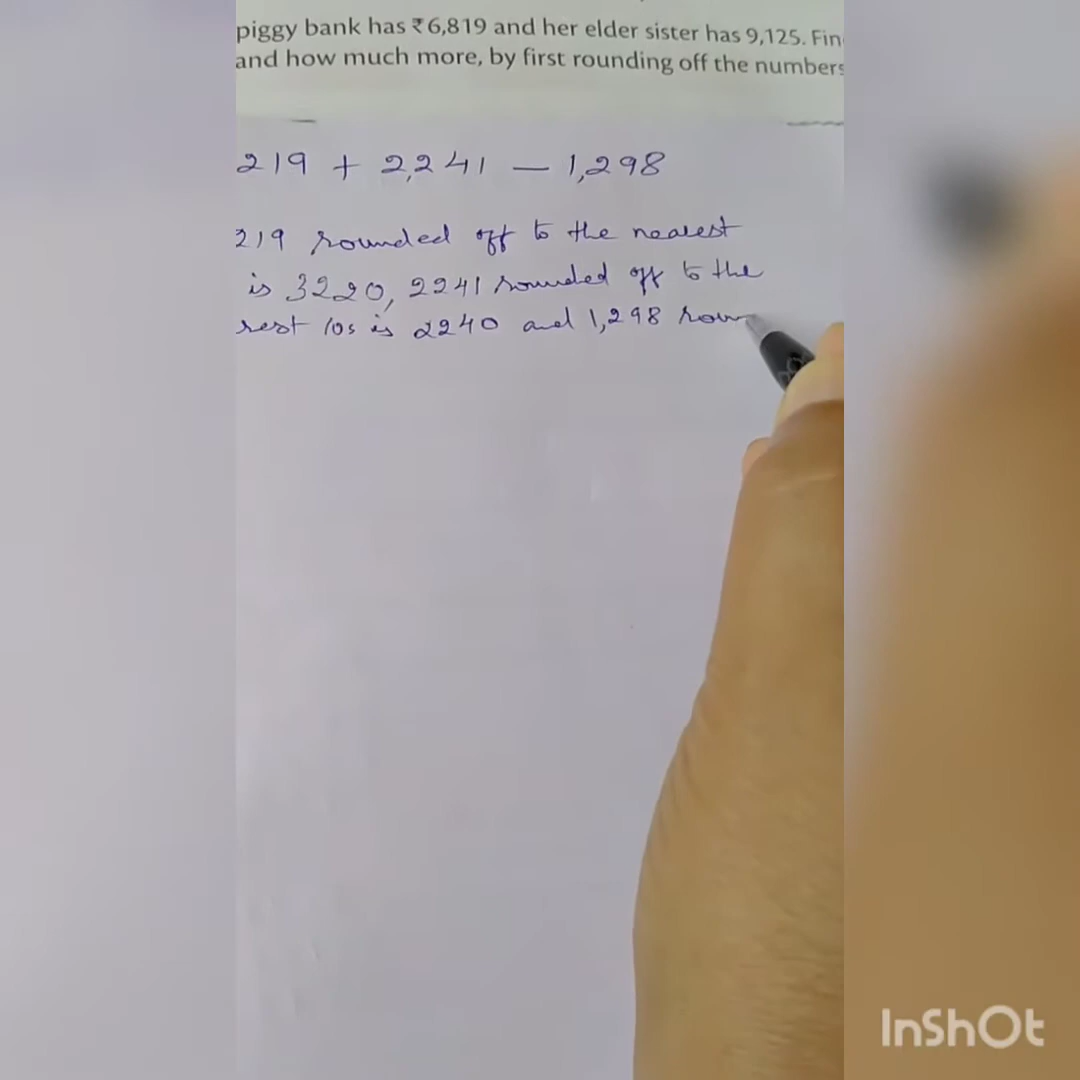 piggy bank has ₹6,819 and her elder sister has 9,125. Fin
and how much more, by first rounding off the numbers
219 + 2,241 — 1,298
219 rounded off to the nearest
is 3220, 2241 rounded off to the
rest 10s is 2240 and 1,298 roun
InShOt